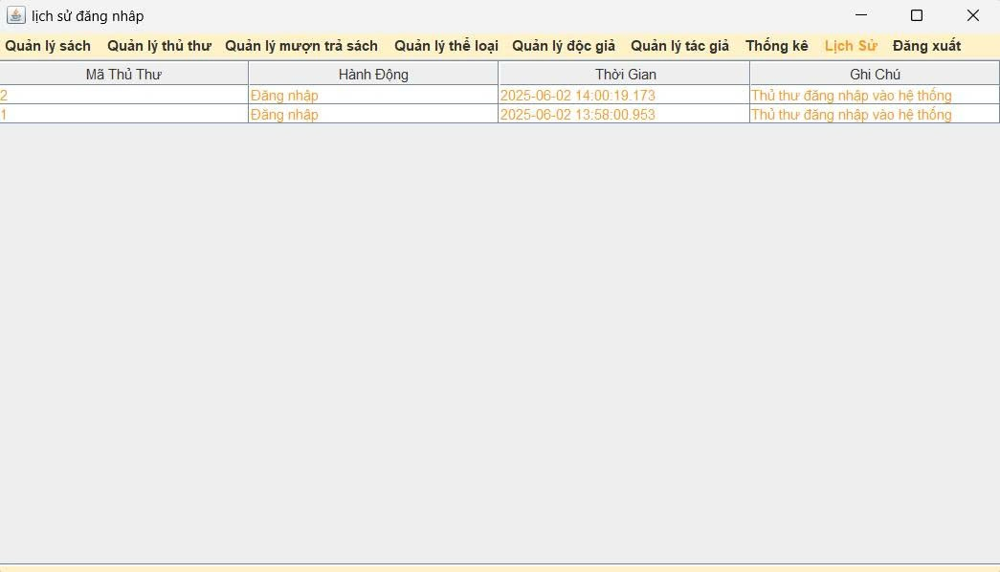 lịch sử đăng nhập
Quản lý sách Quản lý thủ thư Quản lý mượn trả sách Quản lý thể loại Quản lý độc giả Quản lý tác giả Thống kê Lịch Sử Đăng xuất
Mã Thủ Thư Hành Động Thời Gian Ghi Chú
2 Đăng nhập 2025-06-02 14:00:19.173 Thủ thư đăng nhập vào hệ thống
1 Đăng nhập 2025-06-02 13:58:00.953 Thủ thư đăng nhập vào hệ thống